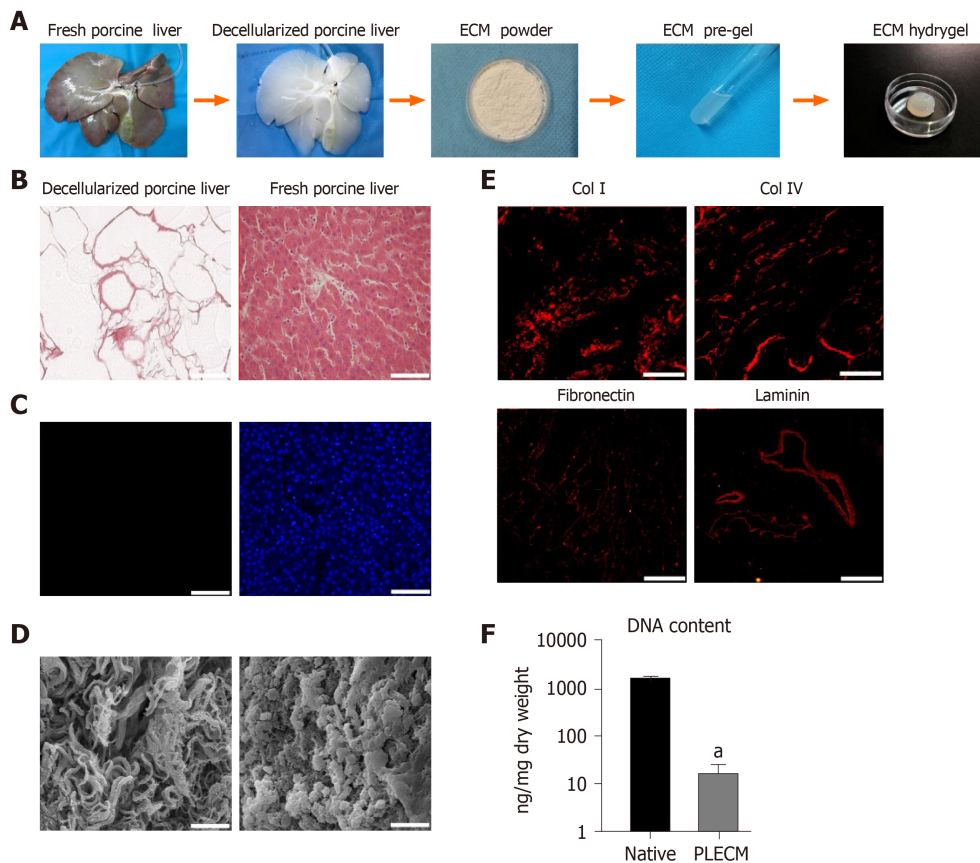 A
Fresh porcine liver
Decellularized porcine liver
ECM powder
ECM pre-gel
ECM hydrygel
B
Decellularized porcine liver
Fresh porcine liver
C
D
E
Col I
Col IV
Fibronectin
Laminin
F
DNA content
ng/mg dry weight
10000
1000
100
10
1
a
Native
PLECM